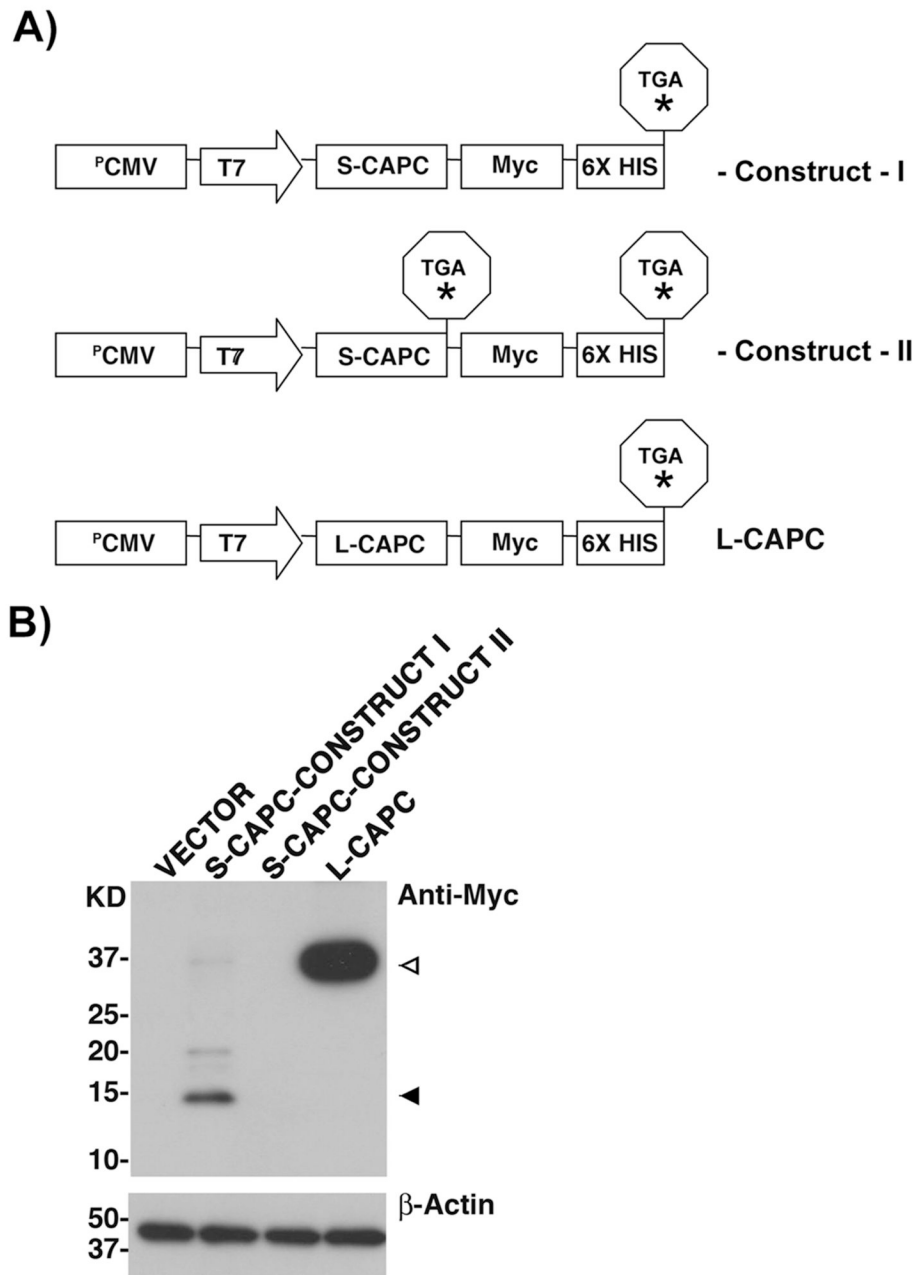 A)
TGA
*
PCMV T7 S-CAPC Myc 6X HIS - Construct - I
TGA TGA
* *
PCMV T7 S-CAPC Myc 6X HIS - Construct - II
TGA
*
PCMV T7 L-CAPC Myc 6X HIS L-CAPC
B)
VECTOR
S-CAPC-CONSTRUCT I
S-CAPC-CONSTRUCT II
L-CAPC
KD Anti-Myc
37-
25-
20-
15-
10-
β-Actin
50-
37-